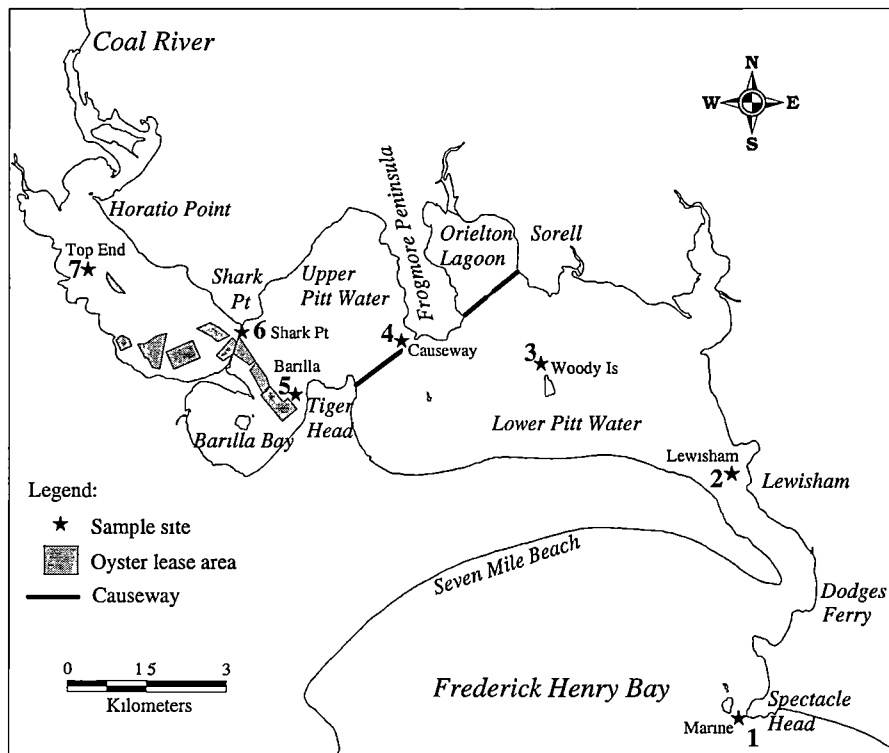 Coal River
N
W
E
S
Horatio Point
Top End
7
Shark
Pt
Upper
Pitt Water
Frogmore Peninsula
Orielton
Lagoon
Sorell
6 Shark Pt
4
Causeway
3
Woody Is
Barilla
5
Tiger
Head
Barilla Bay
Lower Pitt Water
Lewisham
2
Lewisham
Legend:
Sample site
Oyster lease area
Causeway
Seven Mile Beach
Dodges
Ferry
0 1 5 3
Kilometers
Frederick Henry Bay
Spectacle
Head
Marine
1